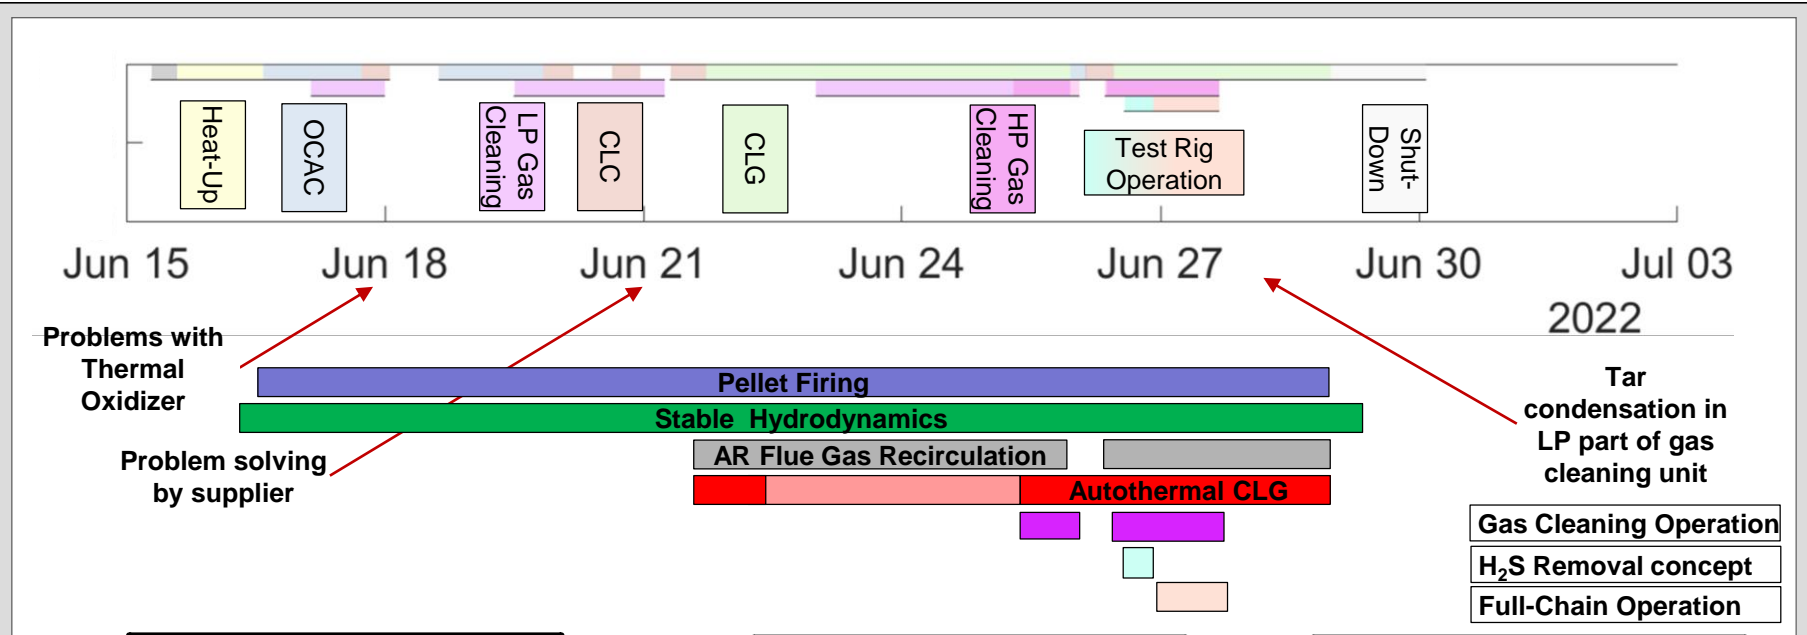 Heat-Up
OCAC
LP Gas
Cleaning
CLC
CLG
HP Gas
Cleaning
Test Rig
Operation
Shut-
Down
Jun 15
Jun 18
Jun 21
Jun 24
Jun 27
Jun 30
Jul 03
2022
Problems with
Thermal
Oxidizer
Problem solving
by supplier
Pellet Firing
Stable Hydrodynamics
AR Flue Gas Recirculation
Autothermal CLG
Tar
condensation in
LP part of gas
cleaning unit
Gas Cleaning Operation
H₂S Removal concept
Full-Chain Operation